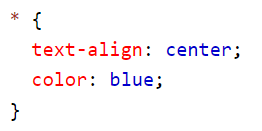 * {
  text-align: center;
  color: blue;
}